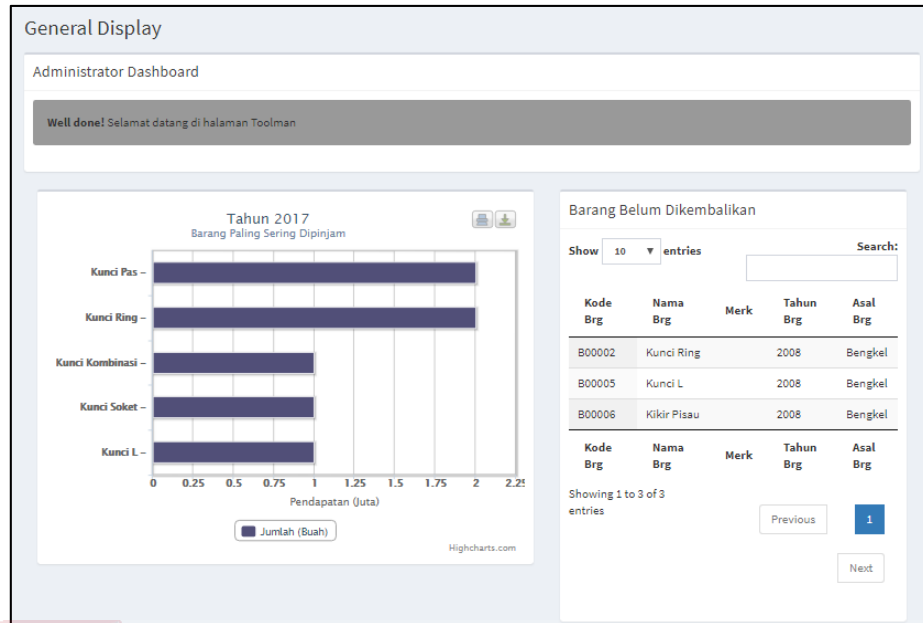 General Display
Administrator Dashboard
Well done! Selamat datang di halaman Toolman
Tahun 2017
Barang Paling Sering Dipinjam
Kunci Pas
Kunci Ring
Kunci Kombinasi
Kunci Soket
Kunci L
0 0.25 0.5 0.75 1 1.25 1.5 1.75 2 2.25
Pendapatan (Juta)
Jumlah (Buah)
Highcharts.com
Barang Belum Dikembalikan
Show 10 entries
Search:
Kode Brg Nama Brg Merk Tahun Brg Asal Brg
B00002 Kunci Ring 2008 Bengkel
B00005 Kunci L 2008 Bengkel
B00006 Kikir Pisau 2008 Bengkel
Kode Brg Nama Brg Merk Tahun Brg Asal Brg
Showing 1 to 3 of 3
entries
Previous 1
Next